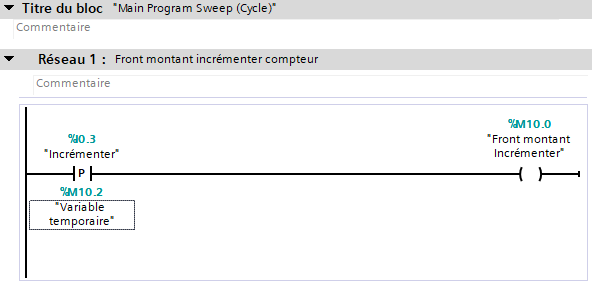 Titre du bloc "Main Program Sweep (Cycle)"
Commentaire
Réseau 1 : Front montant incrémenter compteur
Commentaire
%I0.3
"Incrémenter"
P
%M10.2
"Variable
temporaire"
%M10.0
"Front montant
Incrémenter"